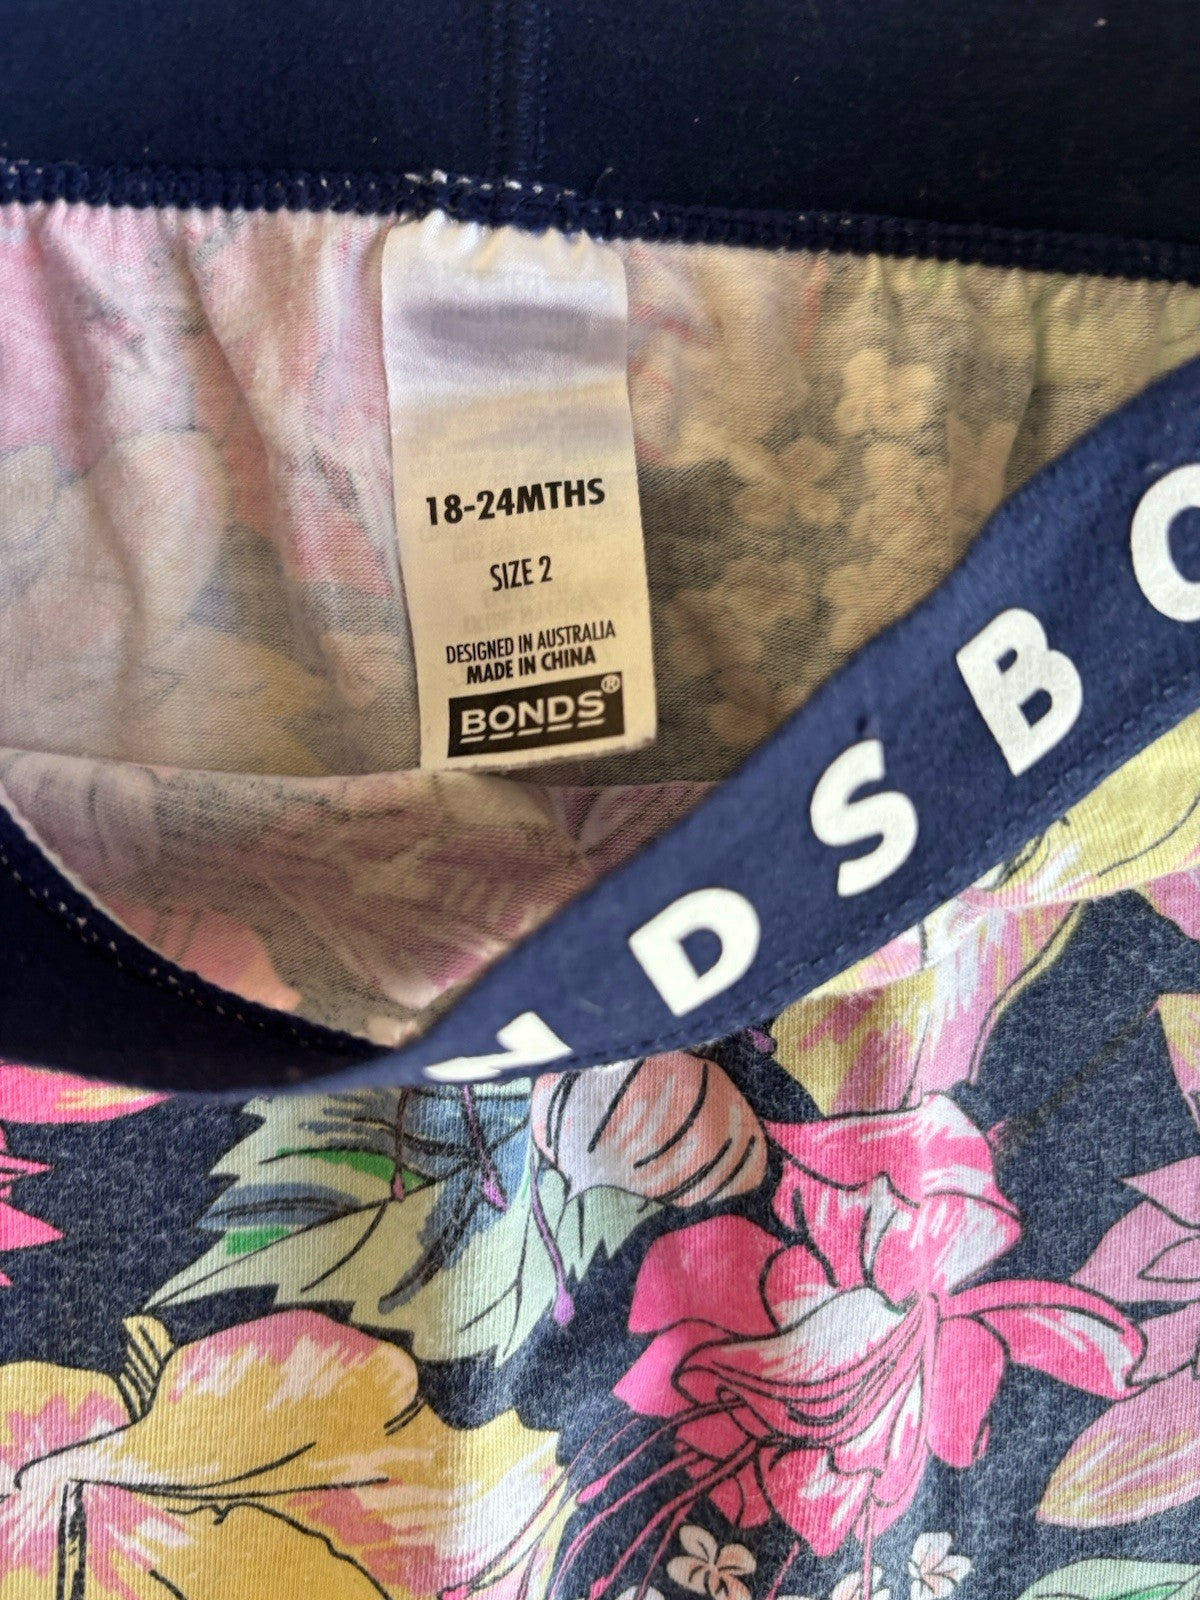 18-24MTHS
SIZE 2
DESIGNED IN AUSTRALIA
MADE IN CHINA
BONDS®
NDSBO